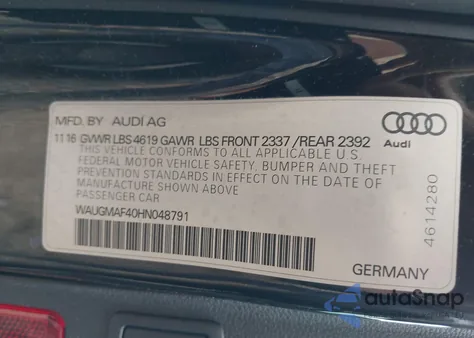 MFD. BY AUDI AG
11 16 GVWR LBS 4619 GAWR LBS FRONT 2337 /REAR 2392
THIS VEHICLE CONFORMS TO ALL APPLICABLE U.S.
FEDERAL MOTOR VEHICLE SAFETY, BUMPER AND THEFT
PREVENTION STANDARDS IN EFFECT ON THE DATE OF
MANUFACTURE SHOWN ABOVE
PASSENGER CAR
WAUGMAF40HN048791
Audi
4614280
GERMANY
autoSnap